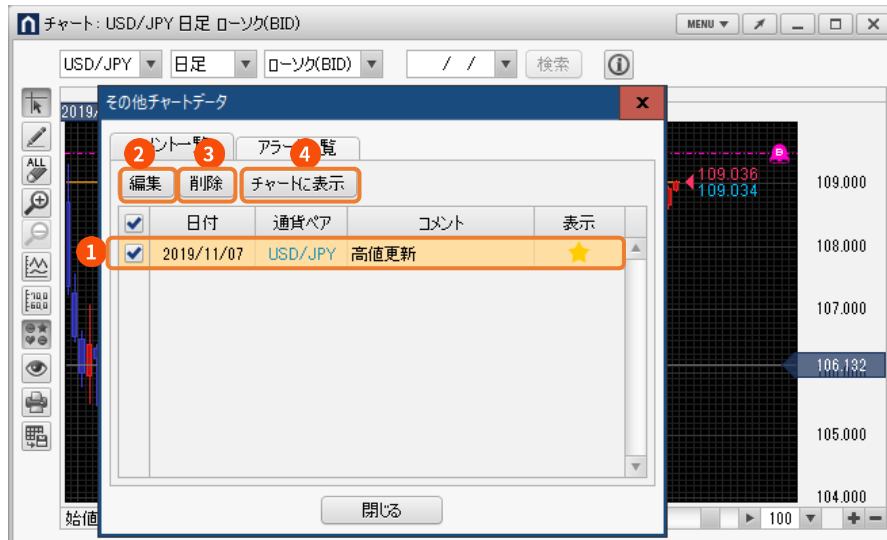 チャート: USD/JPY 日足 ローソク(BID)
MENU
USD/JPY 日足 ローソク(BID) / / 検索
2019/
その他チャートデータ
アラー 覧
2 3 4
編集 削除 チャートに表示
ALL
日付 通貨ペア コメント 表示
1
2019/11/07 USD/JPY 高値更新
B
109.036
109.034
109.000
108.000
107.000
106.132
105.000
104.000
閉じる
始値
100